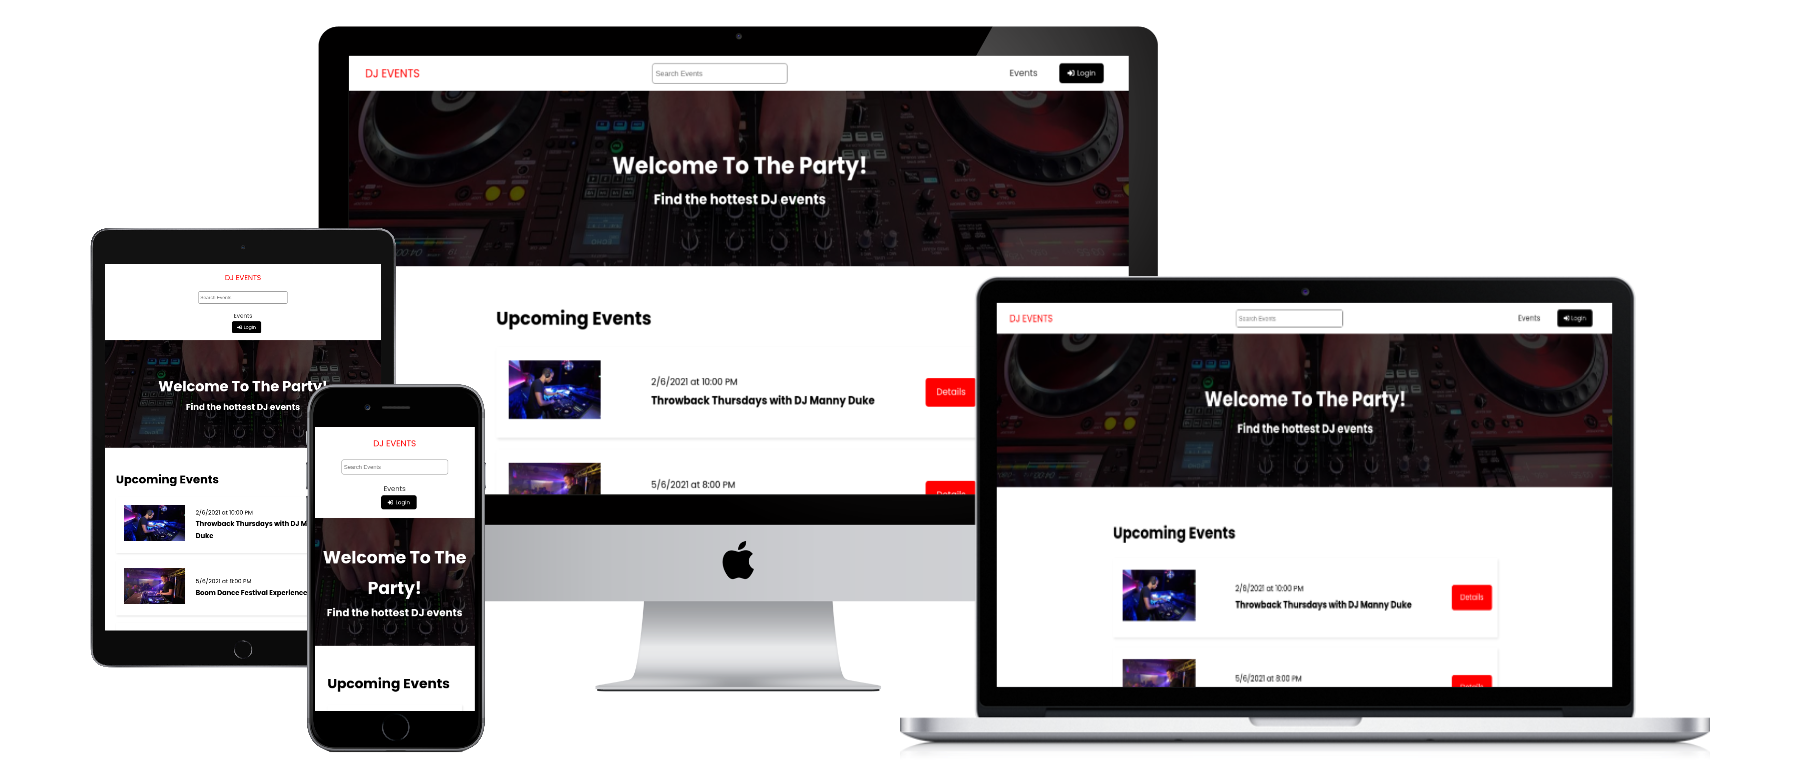 DJ EVENTS
Search Events
Events
Login
Welcome To The Party!
Find the hottest DJ events
Upcoming Events
2/6/2021 at 10:00 PM
Throwback Thursdays with DJ Manny Duke
Details
5/6/2021 at 8:00 PM
Details
DJ EVENTS
Search Events
Events
Login
Welcome To The Party!
Find the hottest DJ events
Upcoming Events
2/6/2021 at 10:00 PM
Throwback Thursdays with DJ M
Duke
5/6/2021 at 8:00 PM
Boom Dance Festival Experience
DJ EVENTS
Search Events
Events
Login
Welcome To The
Party!
Find the hottest DJ events
Upcoming Events
DJ EVENTS
Search Events
Events
Login
Welcome To The Party!
Find the hottest DJ events
Upcoming Events
2/6/2021 at 10:00 PM
Throwback Thursdays with DJ Manny Duke
Details
5/6/2021 at 8:00 PM
Details